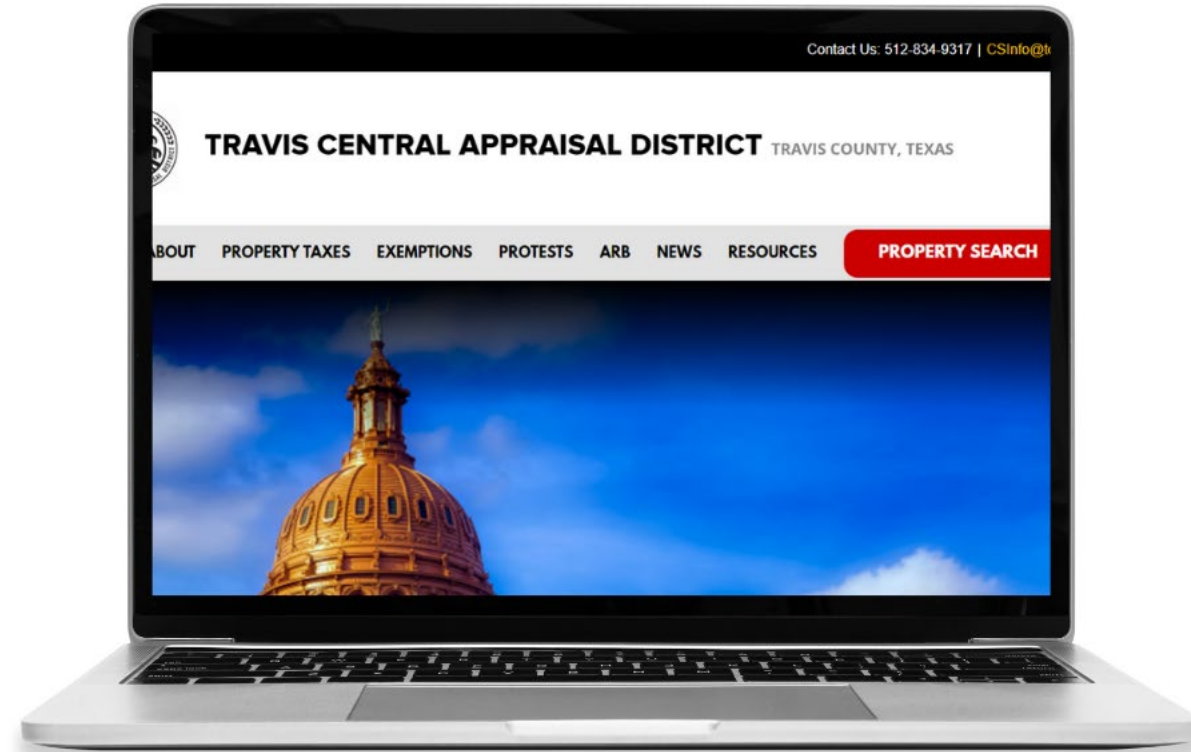 Contact Us: 512-834-9317 | CSInfo@t
TRAVIS CENTRAL APPRAISAL DISTRICT TRAVIS COUNTY, TEXAS
ABOUT PROPERTY TAXES EXEMPTIONS PROTESTS ARB NEWS RESOURCES PROPERTY SEARCH